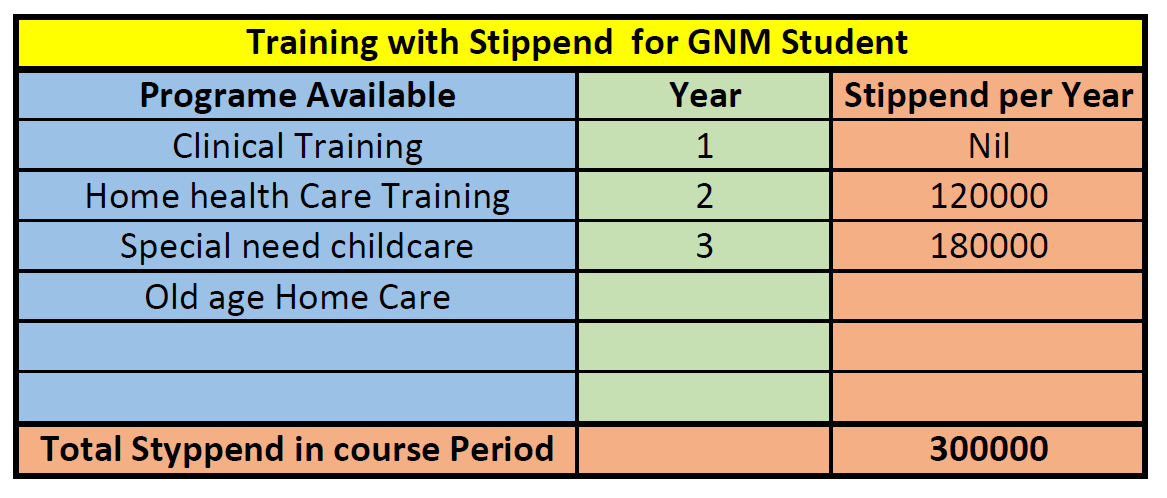 Training with Stippend  for GNM Student
Programe Available Year Stippend per Year
Clinical Training 1 Nil
Home health Care Training 2 120000
Special need childcare 3 180000
Old age Home Care
Total Styppend in course Period 300000